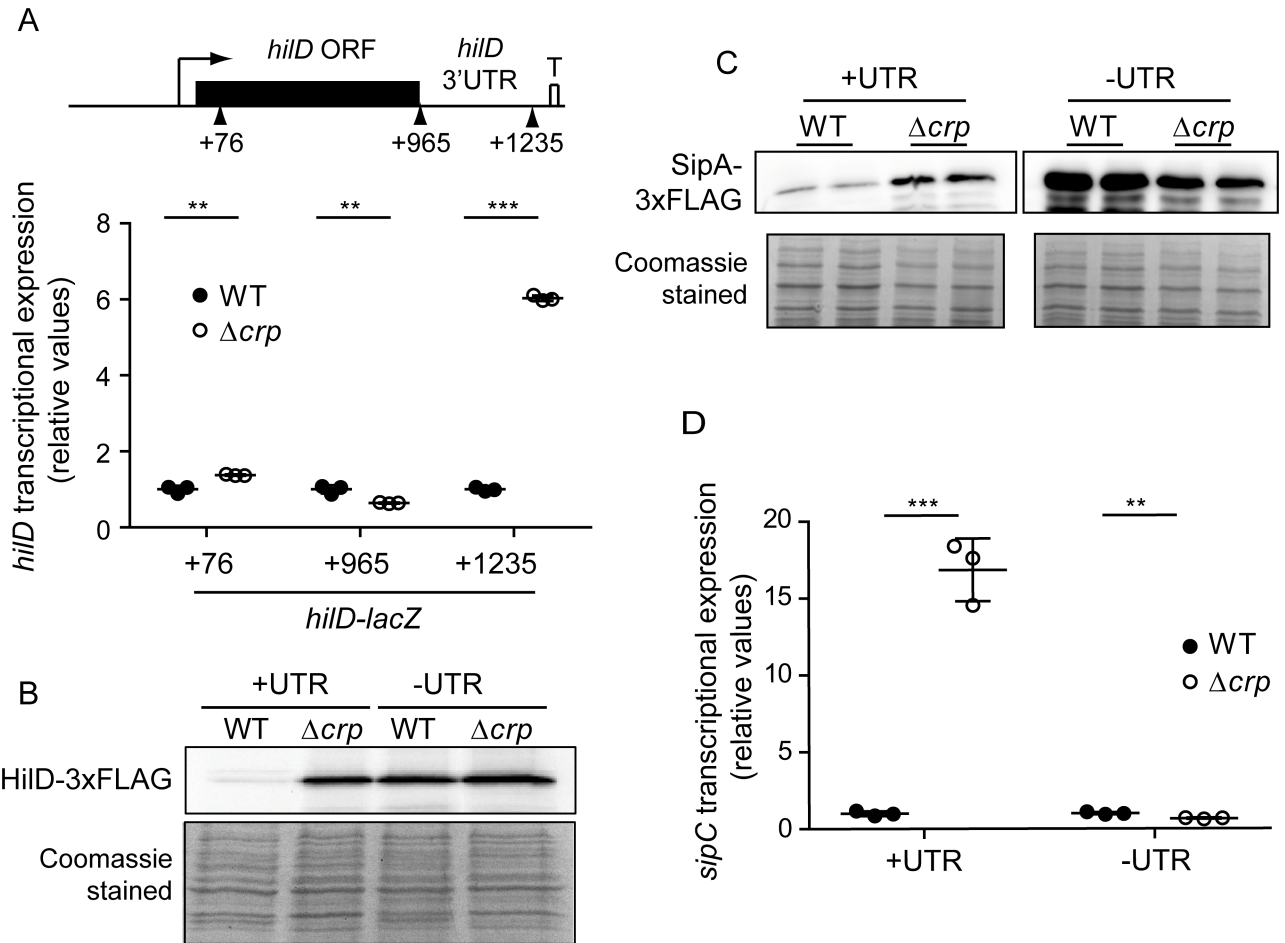 A
hilD ORF
hilD
3'UTR
T
+76
+965
+1235
hilD transcriptional expression
(relative values)
** ** ***
8
6
4
2
0
WT
Δcrp
+76 +965 +1235
hilD-lacZ
B
+UTR -UTR
WT Δcrp WT Δcrp
HilD-3xFLAG
Coomassie
stained
C
+UTR -UTR
WT Δcrp WT Δcrp
SipA-
3xFLAG
Coomassie
stained
D
sipC transcriptional expression
(relative values)
*** **
20
15
10
5
0
WT
Δcrp
+UTR -UTR